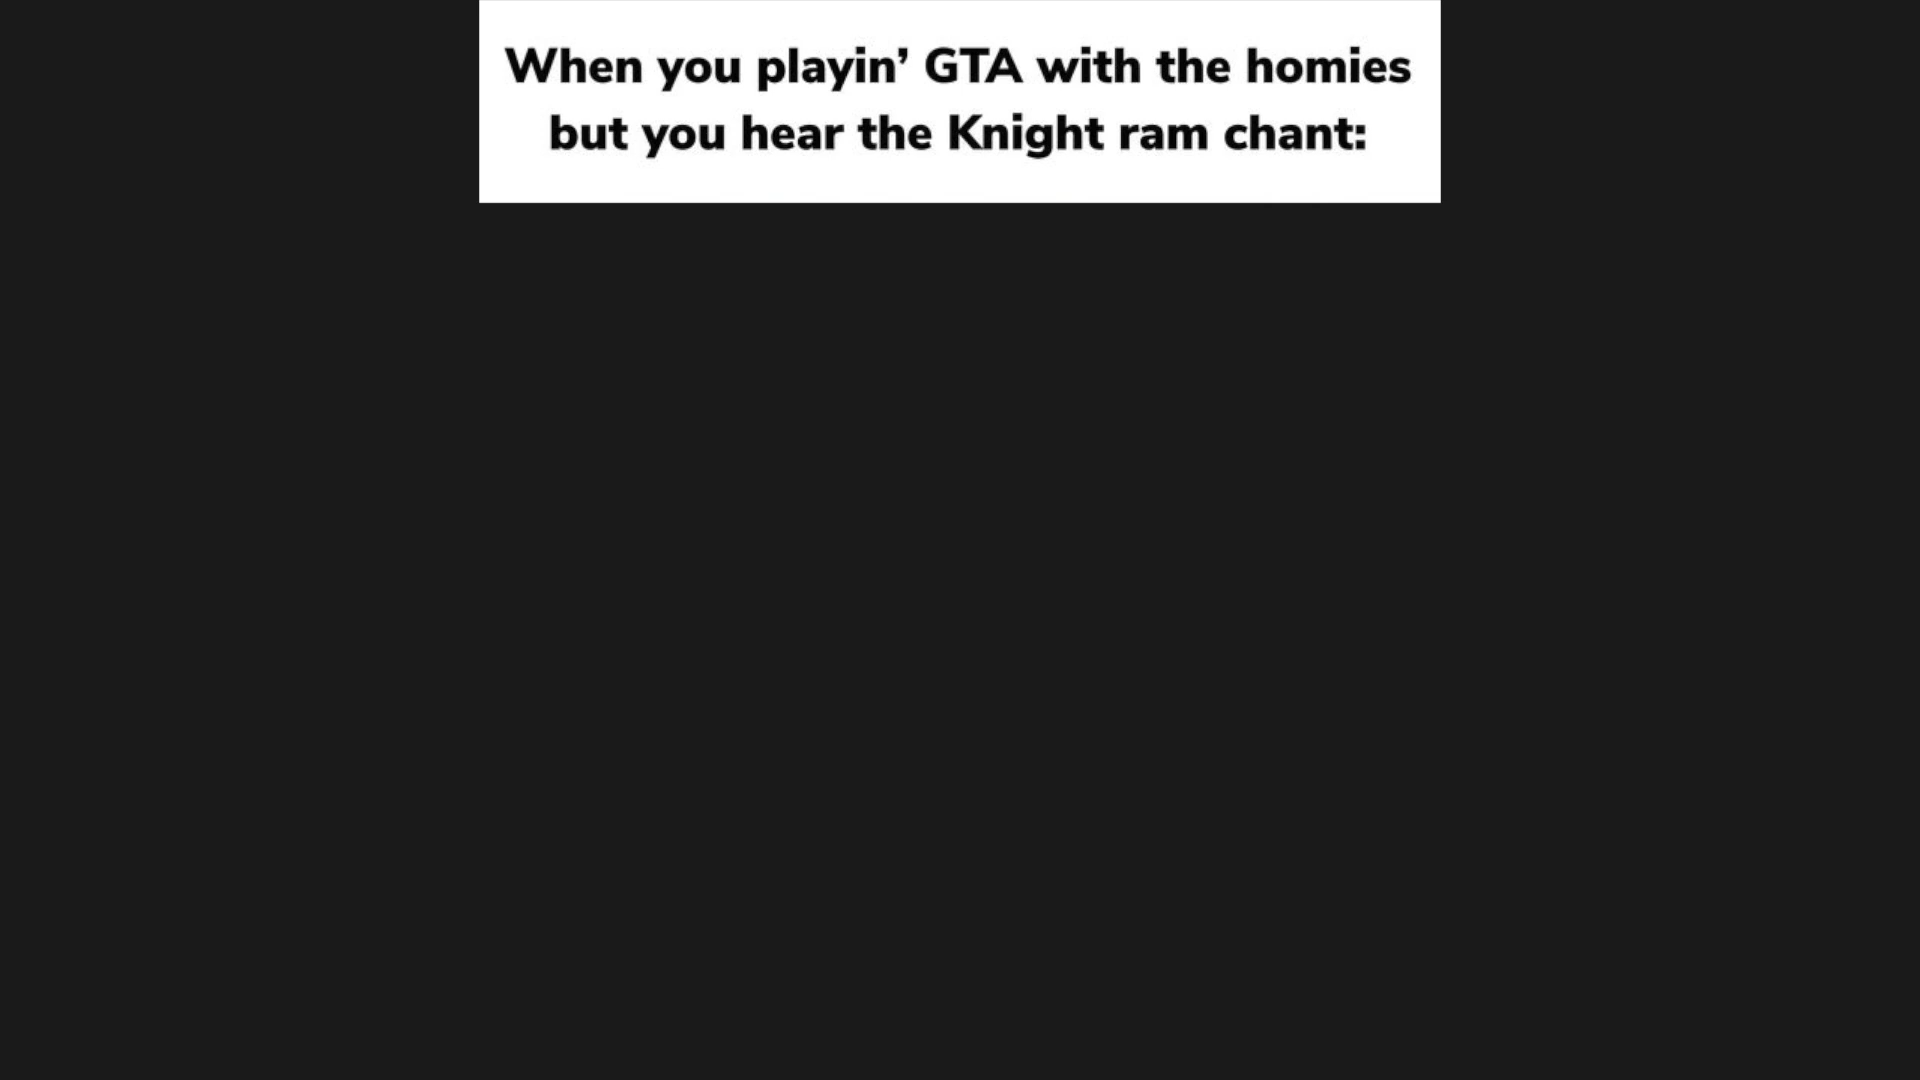 When you playin’ GTA with the homies
but you hear the Knight ram chant: